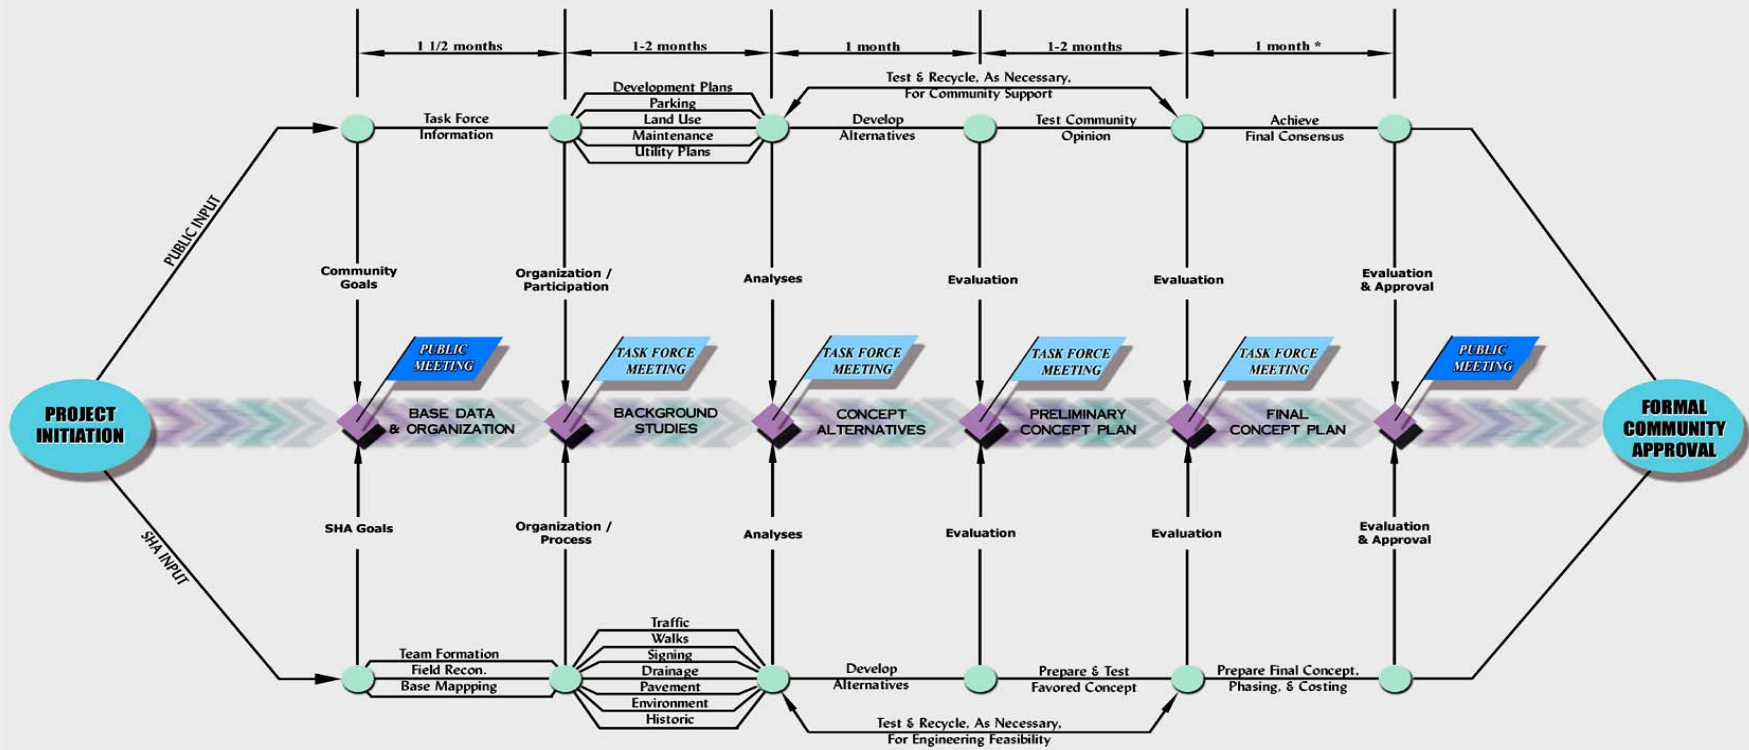 1 1/2 months
1-2 months
1 month
1-2 months
1 month *
Development Plans
Parking
Land Use
Maintenance
Utility Plans
Test & Recycle, As Necessary,
For Community Support
Task Force
Information
Develop
Alternatives
Test Community
Opinion
Achieve
Final Consensus
PUBLIC INPUT
Community
Goals
Organization /
Participation
Analyses
Evaluation
Evaluation
Evaluation
& Approval
PUBLIC
MEETING
TASK FORCE
MEETING
TASK FORCE
MEETING
TASK FORCE
MEETING
TASK FORCE
MEETING
PUBLIC
MEETING
PROJECT
INITIATION
BASE DATA
& ORGANIZATION
BACKGROUND
STUDIES
CONCEPT
ALTERNATIVES
PRELIMINARY
CONCEPT PLAN
FINAL
CONCEPT PLAN
FORMAL
COMMUNITY
APPROVAL
SHA INPUT
SHA Goals
Organization /
Process
Analyses
Evaluation
Evaluation
Evaluation
& Approval
Team Formation
Field Recon.
Base Mappping
Traffic
Walks
Signing
Drainage
Pavement
Environment
Historic
Develop
Alternatives
Prepare & Test
Favored Concept
Prepare Final Concept,
Phasing, & Costing
Test & Recycle, As Necessary,
For Engineering Feasibility